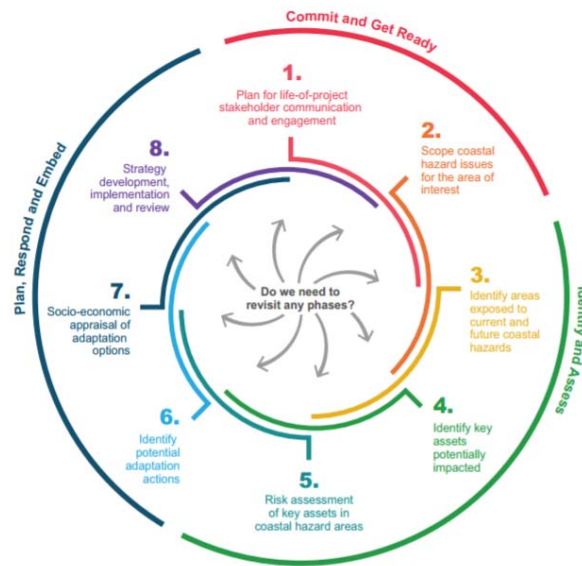 Commit and Get Ready
1.
Plan for life-of-project
stakeholder communication
and engagement
2.
Scope coastal
hazard issues
for the area of
interest
3.
Identify areas
exposed to
current and
future coastal
hazards
Identify and Assess
4.
Identify key
assets
potentially
impacted
5.
Risk assessment
of key assets in
coastal hazard areas
6.
Identify
potential
adaptation
actions
7.
Socio-economic
appraisal of
adaptation
options
8.
Strategy
development,
implementation
and review
Plan, Respond and Embed
Do we need to
revisit any phases?